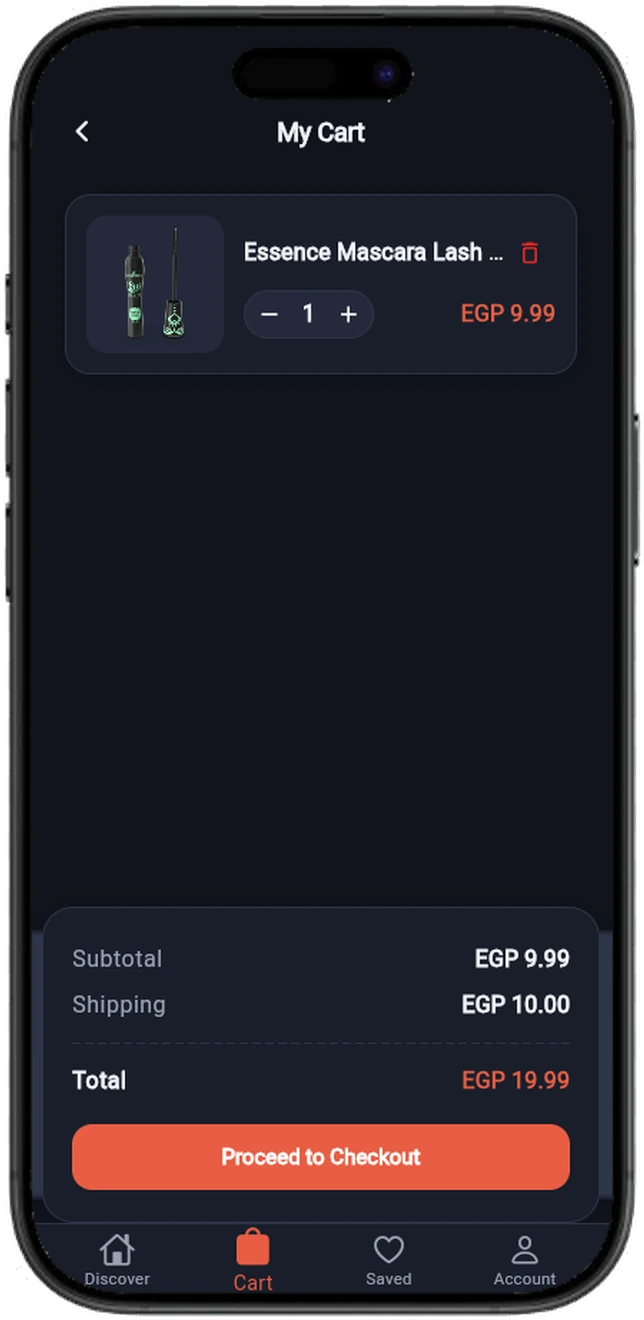 My Cart
Essence Mascara Lash ...
− 1 +
EGP 9.99
Subtotal
EGP 9.99
Shipping
EGP 10.00
Total
EGP 19.99
Proceed to Checkout
Discover
Cart
Saved
Account